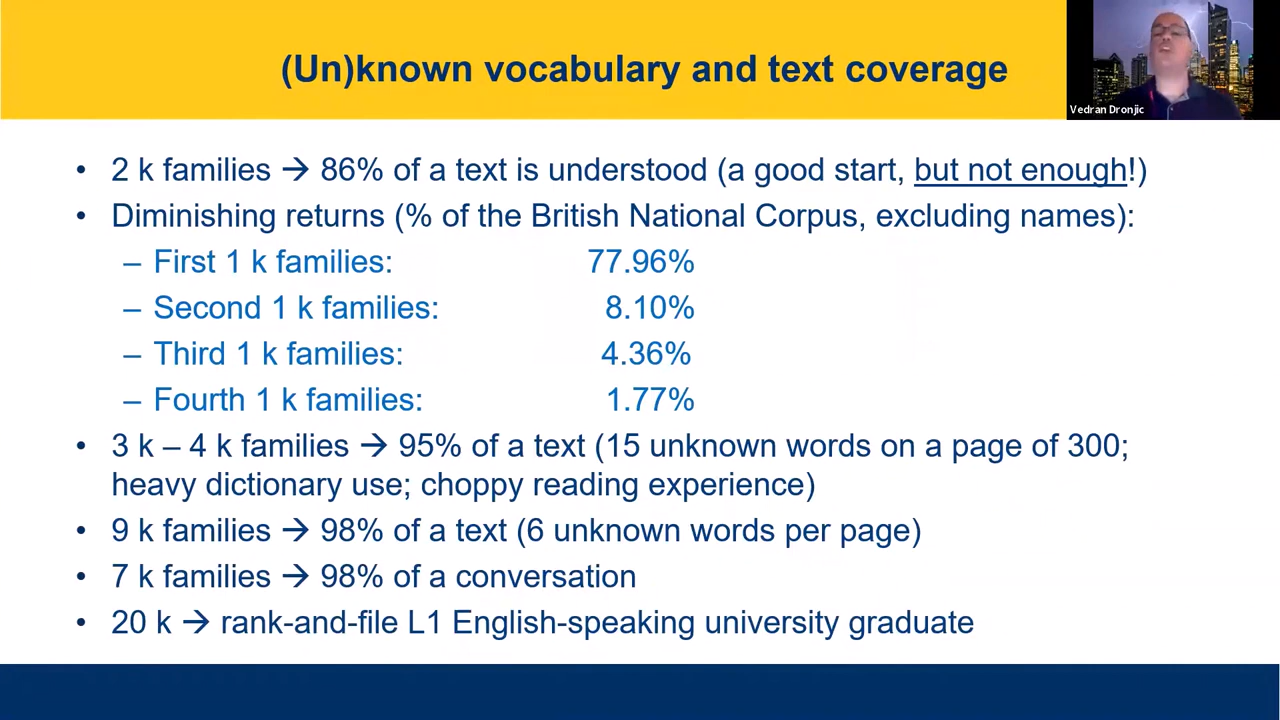 (Un)known vocabulary and text coverage
Vedran Dronjic
• 2 k families → 86% of a text is understood (a good start, but not enough!)
• Diminishing returns (% of the British National Corpus, excluding names):
– First 1 k families: 77.96%
– Second 1 k families: 8.10%
– Third 1 k families: 4.36%
– Fourth 1 k families: 1.77%
• 3 k – 4 k families → 95% of a text (15 unknown words on a page of 300;
heavy dictionary use; choppy reading experience)
• 9 k families → 98% of a text (6 unknown words per page)
• 7 k families → 98% of a conversation
• 20 k → rank-and-file L1 English-speaking university graduate